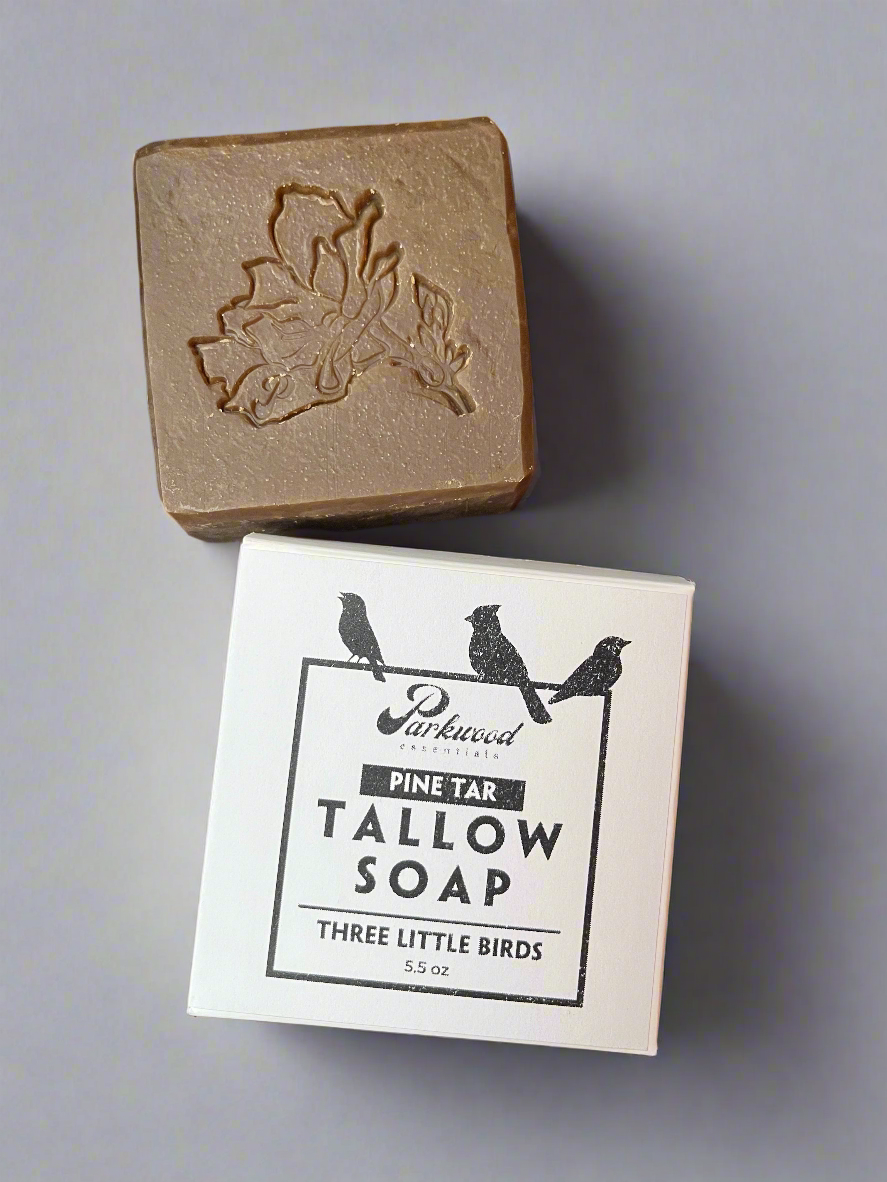 Parkwood
essentials
PINE TAR
TALLOW
SOAP
THREE LITTLE BIRDS
5.5 oz